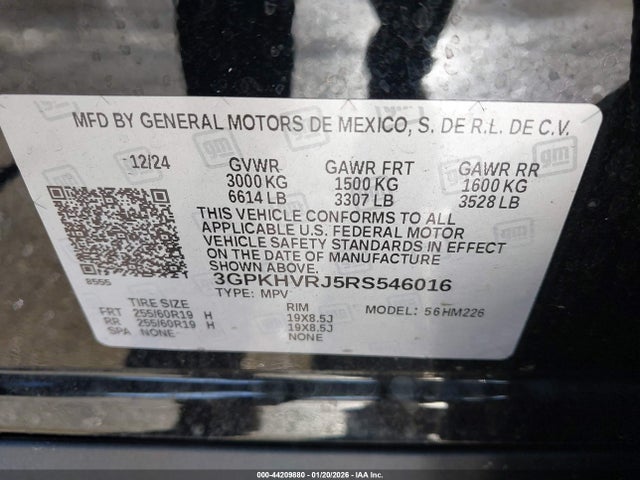 MFD BY GENERAL MOTORS DE MEXICO, S. DE R.L. DE C.V.
12/24 GVWR GAWR FRT GAWR RR
3000 KG 1500 KG 1600 KG
6614 LB 3307 LB 3528 LB
THIS VEHICLE CONFORMS TO ALL
APPLICABLE U.S. FEDERAL MOTOR
VEHICLE SAFETY STANDARDS IN EFFECT
ON THE DATE OF MANUFACTURE
SHOWN ABOVE.
8555 3GPKHVRJ5RS546016
TYPE: MPV MODEL: 56HM226
TIRE SIZE
FRT 255/60R19 H 19X8.5J
RR 255/60R19 H 19X8.5J
SPA NONE NONE
gm
000-44209880 - 01/20/2026 - IAA Inc.